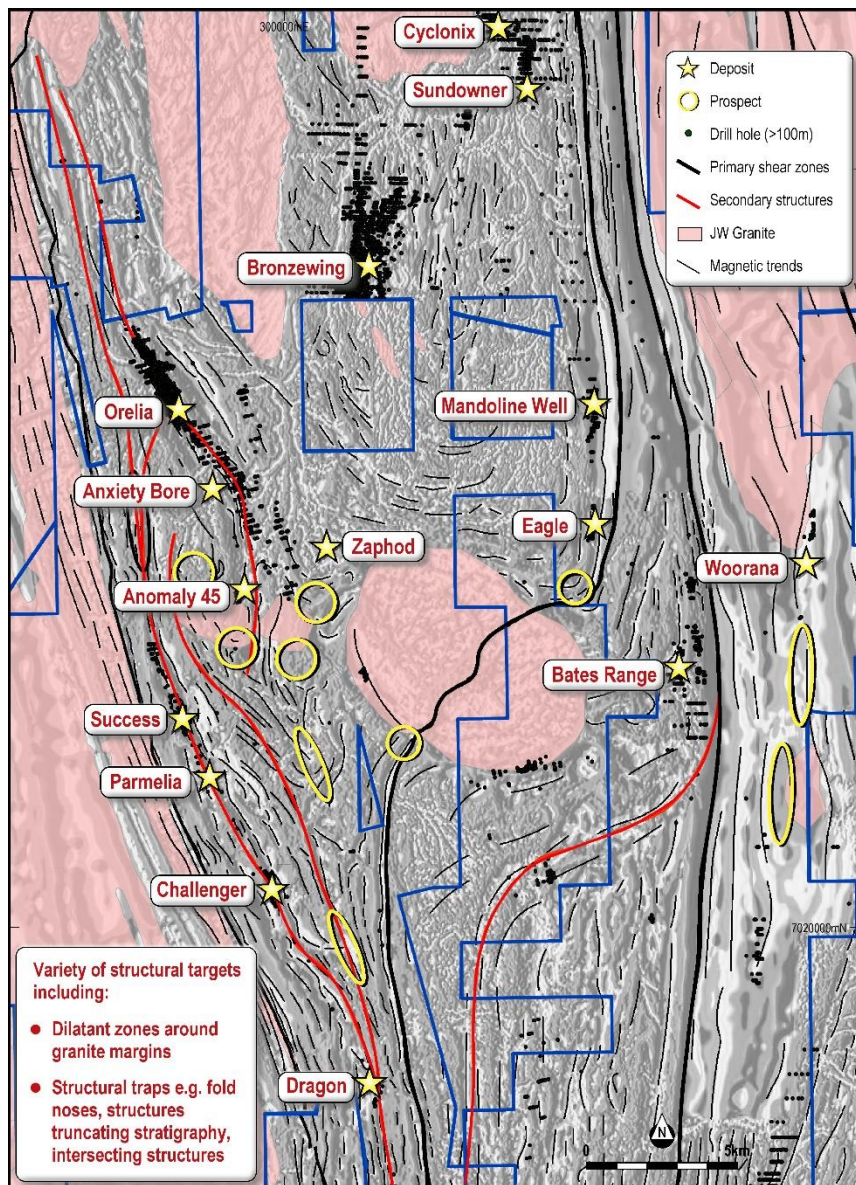 300000mE
Cyclonix
Sundowner
Deposit
Prospect
Drill hole (>100m)
Primary shear zones
Secondary structures
JW Granite
Magnetic trends
Bronzewing
Orelia
Mandoline Well
Anxiety Bore
Eagle
Zaphod
Woorana
Anomaly 45
Bates Range
Success
Parmelia
Challenger
7020000mN
Variety of structural targets
including:
● Dilatant zones around
granite margins
● Structural traps e.g. fold
noses, structures
truncating stratigraphy,
intersecting structures
Dragon
N
0 5km